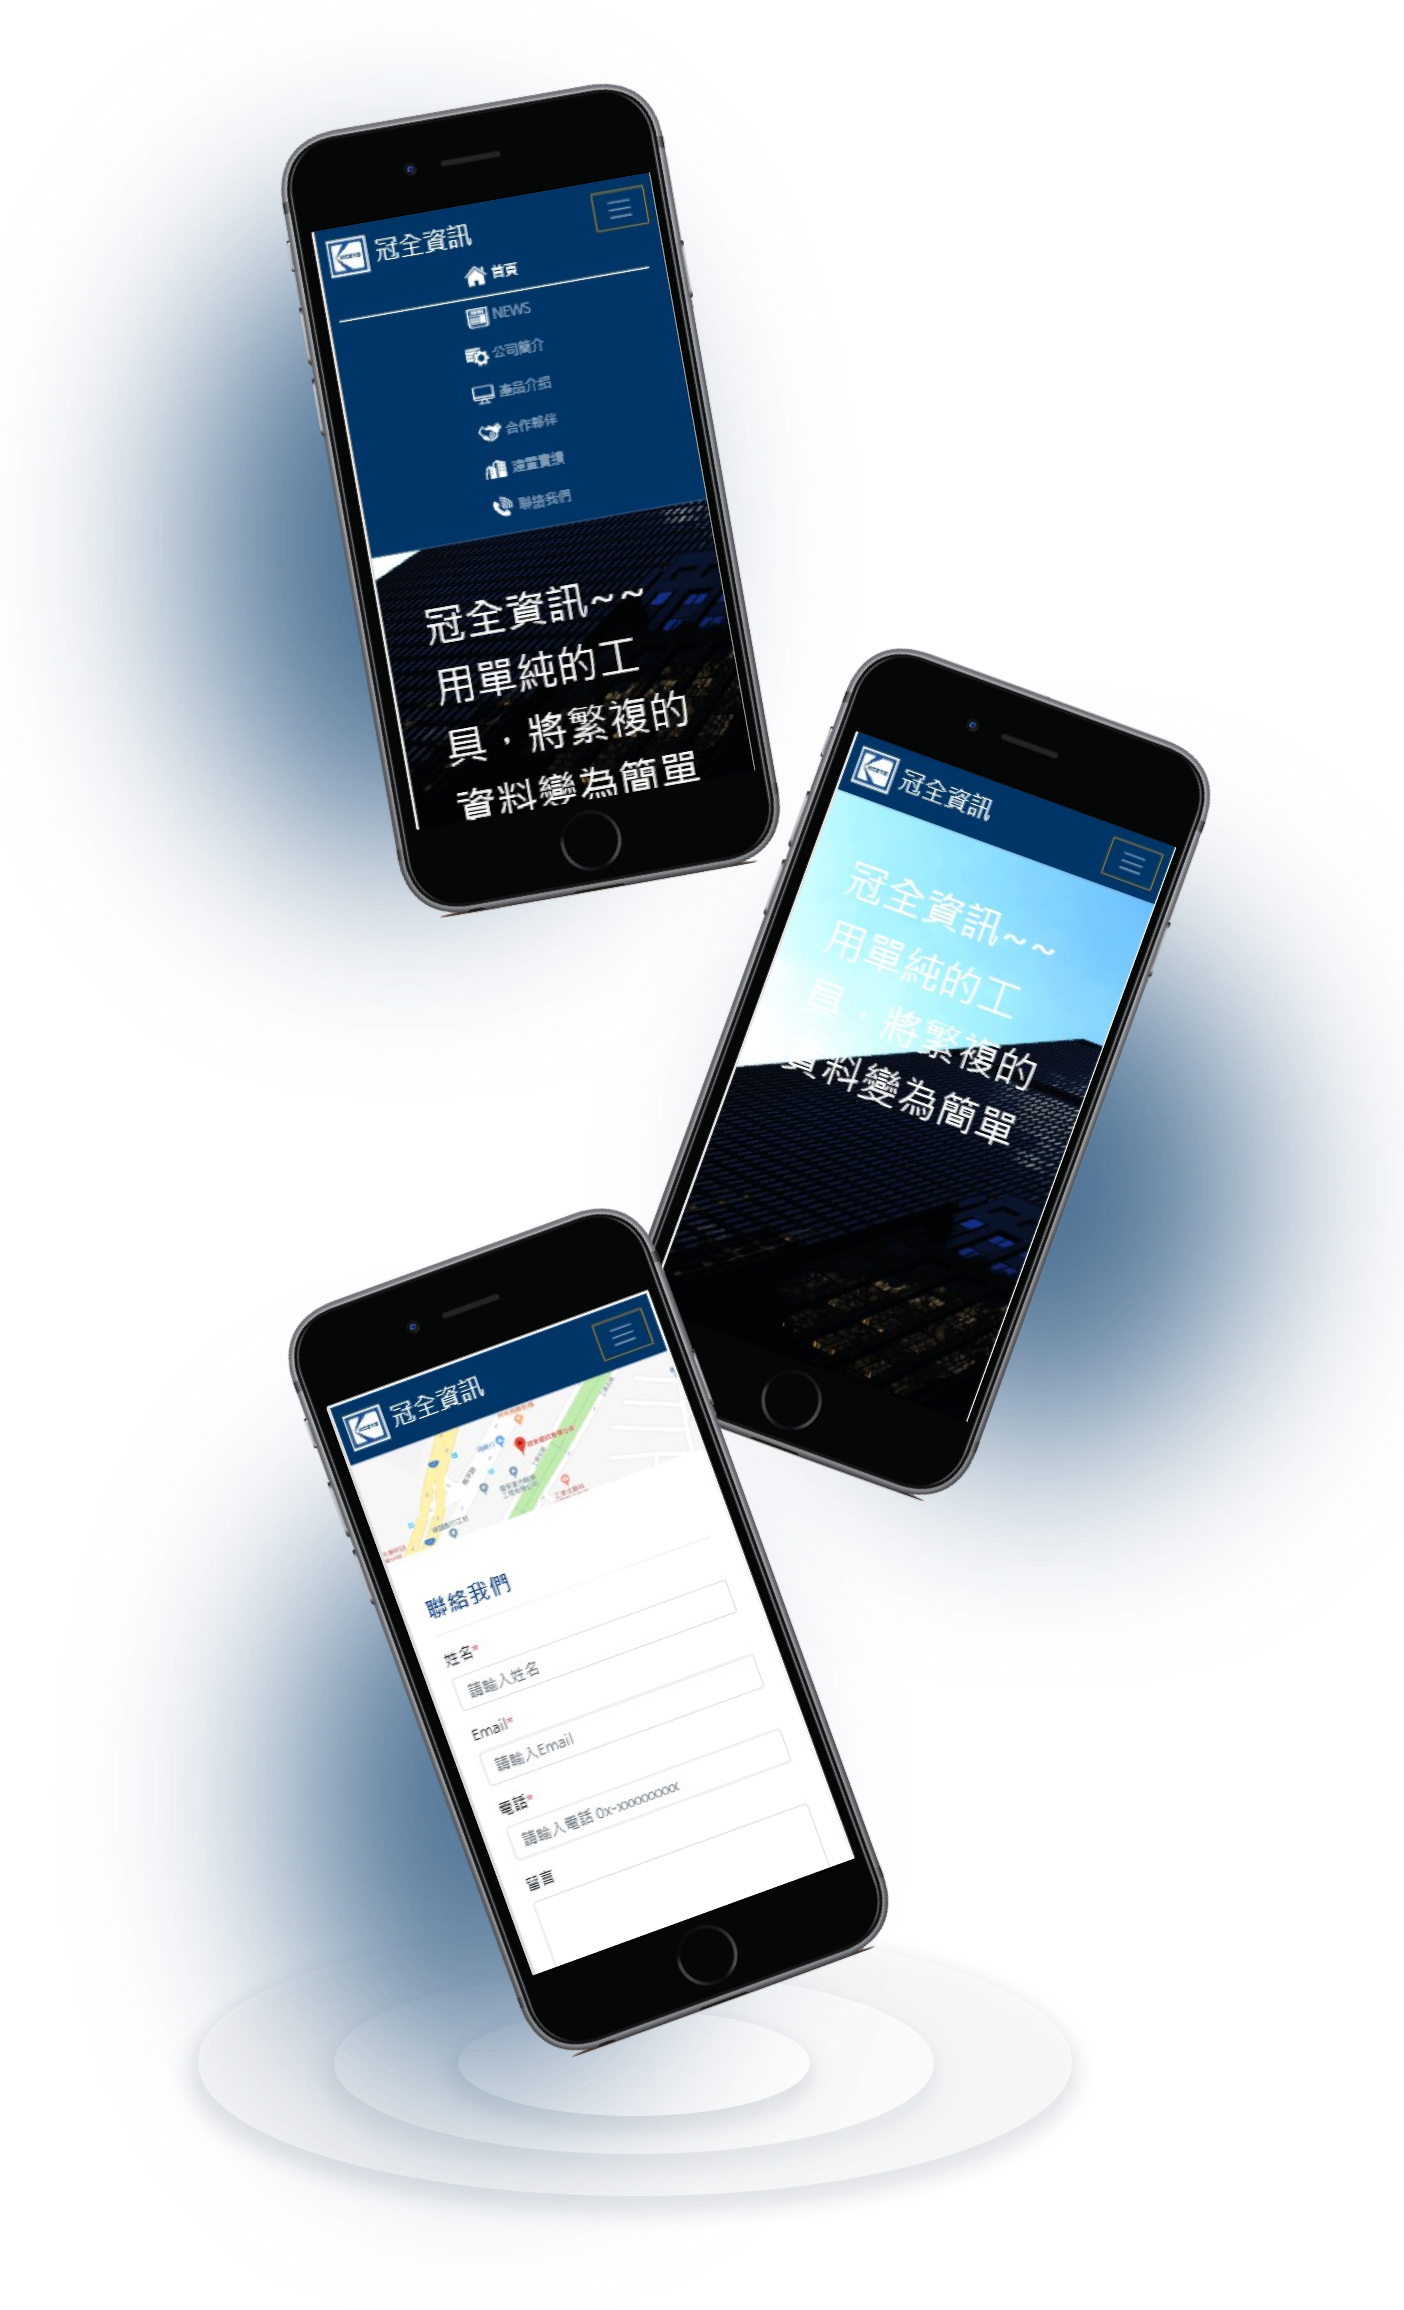 冠全資訊
首頁
NEWS
公司簡介
產品介紹
合作夥伴
建置實績
聯絡我們
冠全資訊~~
用單純的工
具，將繁複的
資料變為簡單
冠全資訊
冠全資訊~~
用單純的工
具，將繁複的
資料變為簡單
冠全資訊
聯絡我們
姓名*
請輸入姓名
Email*
請輸入Email
電話*
請輸入電話 0x-xxxxxxxxx
留言